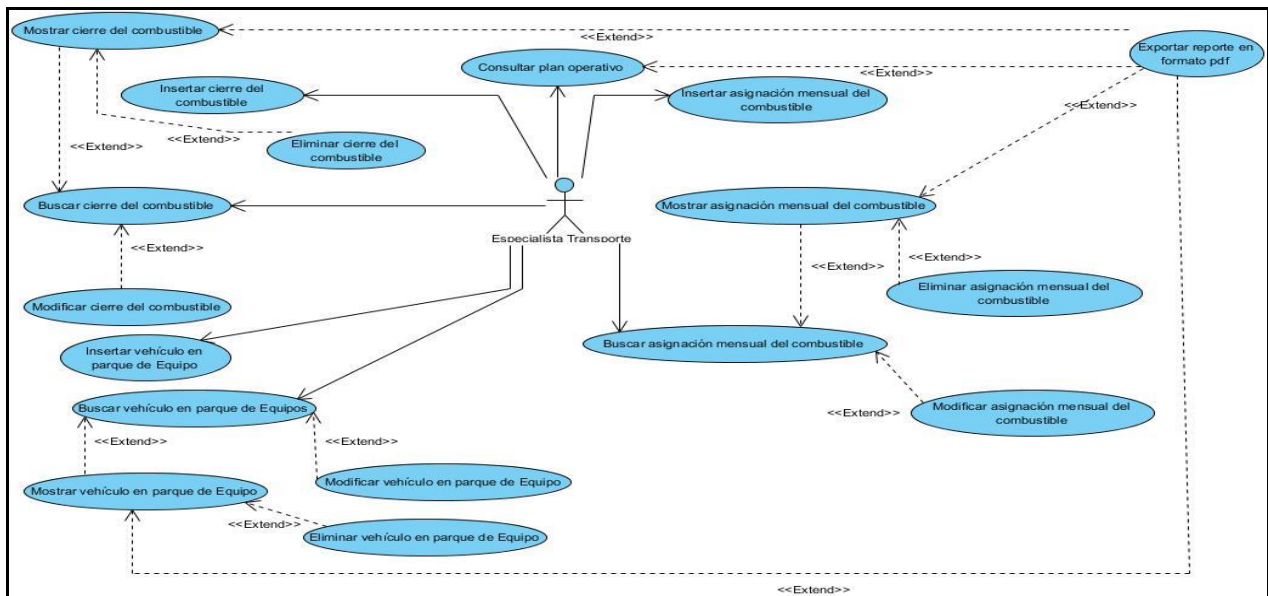 Mostrar cierre del combustible
<<Extend>>
Exportar reporte en
formato pdf
Consultar plan operativo
<<Extend>>
Insertar cierre del
combustible
Insertar asignación mensual del
combustible
<<Extend>>
<<Extend>>
<<Extend>>
Eliminar cierre del
combustible
Buscar cierre del combustible
Mostrar asignación mensual del combustible
Especialista Transporte
<<Extend>>
<<Extend>>
<<Extend>>
Eliminar asignación mensual del
combustible
Modificar cierre del combustible
Insertar vehículo en
parque de Equipo
Buscar asignación mensual del combustible
Buscar vehículo en parque de Equipos
Modificar asignación mensual del
combustible
<<Extend>>
<<Extend>>
<<Extend>>
Modificar vehículo en parque de Equipo
Mostrar vehículo en parque de Equipo
<<Extend>>
Eliminar vehículo en parque de Equipo
<<Extend>>